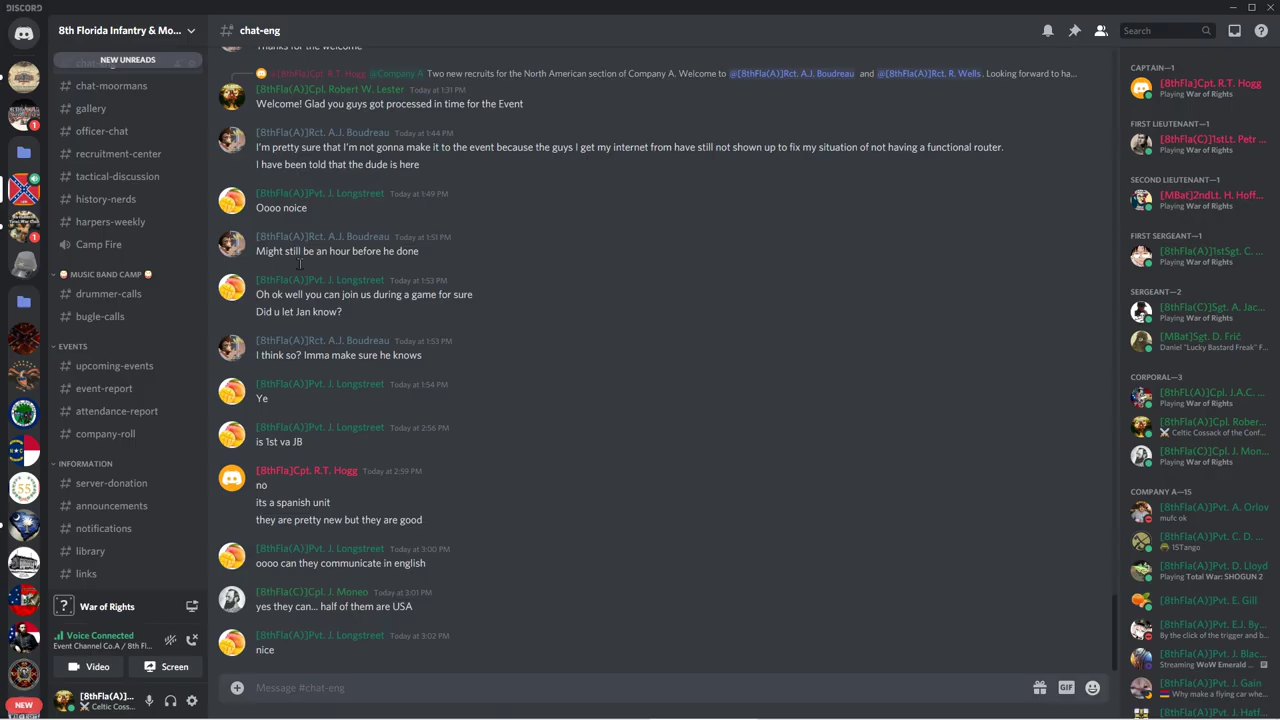 DISCORD
8th Florida Infantry & Mo...
NEW UNREADS
chat-moormans
gallery
officer-chat
recruitment-center
tactical-discussion
history-nerds
harpers-weekly
Camp Fire
MUSIC BAND CAMP
drummer-calls
bugle-calls
EVENTS
upcoming-events
event-report
attendance-report
company-roll
INFORMATION
server-donation
announcements
notifications
library
links
War of Rights
Voice Connected
Event Channel Co.A / 8th Fl...
Video
Screen
[8thFla(A)]...
Celtic Coss...
1
1
55
NEW
chat-eng
Search
Thanks for the welcome
@[8thFla]Cpt. R.T. Hogg @Company A Two new recruits for the North American section of Company A. Welcome to @[8thFla(A)]Rct. A.J. Boudreau and @[8thFla(A)]Rct. R. Wells. Looking forward to ha...
[8thFla(A)]Cpl. Robert W. Lester Today at 1:31 PM
Welcome! Glad you guys got processed in time for the Event
[8thFla(A)]Rct. A.J. Boudreau Today at 1:44 PM
I'm pretty sure that I'm not gonna make it to the event because the guys I get my internet from have still not shown up to fix my situation of not having a functional router.
I have been told that the dude is here
[8thFla(A)]Pvt. J. Longstreet Today at 1:49 PM
Oooo noice
[8thFla(A)]Rct. A.J. Boudreau Today at 1:51 PM
Might still be an hour before he done
[8thFla(A)]Pvt. J. Longstreet Today at 1:53 PM
Oh ok well you can join us during a game for sure
Did u let Jan know?
[8thFla(A)]Rct. A.J. Boudreau Today at 1:53 PM
I think so? Imma make sure he knows
[8thFla(A)]Pvt. J. Longstreet Today at 1:54 PM
Ye
[8thFla(A)]Pvt. J. Longstreet Today at 2:56 PM
is 1st va JB
[8thFla]Cpt. R.T. Hogg Today at 2:59 PM
no
its a spanish unit
they are pretty new but they are good
[8thFla(A)]Pvt. J. Longstreet Today at 3:00 PM
oooo can they communicate in english
[8thFla(C)]Cpl. J. Moneo Today at 3:01 PM
yes they can... half of them are USA
[8thFla(A)]Pvt. J. Longstreet Today at 3:02 PM
nice
Message #chat-eng
GIF
CAPTAIN—1
[8thFla]Cpt. R.T. Hogg
Playing War of Rights
FIRST LIEUTENANT—1
[8thFla(C)]1stLt. Petr ...
Playing War of Rights
SECOND LIEUTENANT—1
[MBat]2ndLt. H. Hoff...
Playing War of Rights
FIRST SERGEANT—1
[8thFla(A)]1stSgt. C. ...
SERGEANT—2
[8thFla(C)]Sgt. A. Jac...
Playing War of Rights
[MBat]Sgt. D. Frič
Daniel "Lucky Bastard Freak" F...
CORPORAL—3
[8thFL(A)]Cpl. J.A.C. ...
Playing War of Rights
[8thFla(A)]Cpl. Rober...
Celtic Cossack of the Conf...
[8thFla(C)]Cpl. J. Mon...
Playing War of Rights
COMPANY A—15
[8thFla(A)]Pvt. A. Orlov
mufc ok
[8thFla(A)]Pvt. C. D. ...
1STango
[8thFla(A)]Pvt. D. Lloyd
Playing Total War: SHOGUN 2
[8thFla(A)]Pvt. E. Gill
[8thFla(A)]Pvt. E.J. By...
By the click of the trigger and b...
[8thFla(A)]Pvt. J. Blac...
Streaming WoW Emerald ...
[8thFla(A)]Pvt. J. Gain
Why make a flying car whe...
[8thFla(A)]Pvt. J. Hatf...